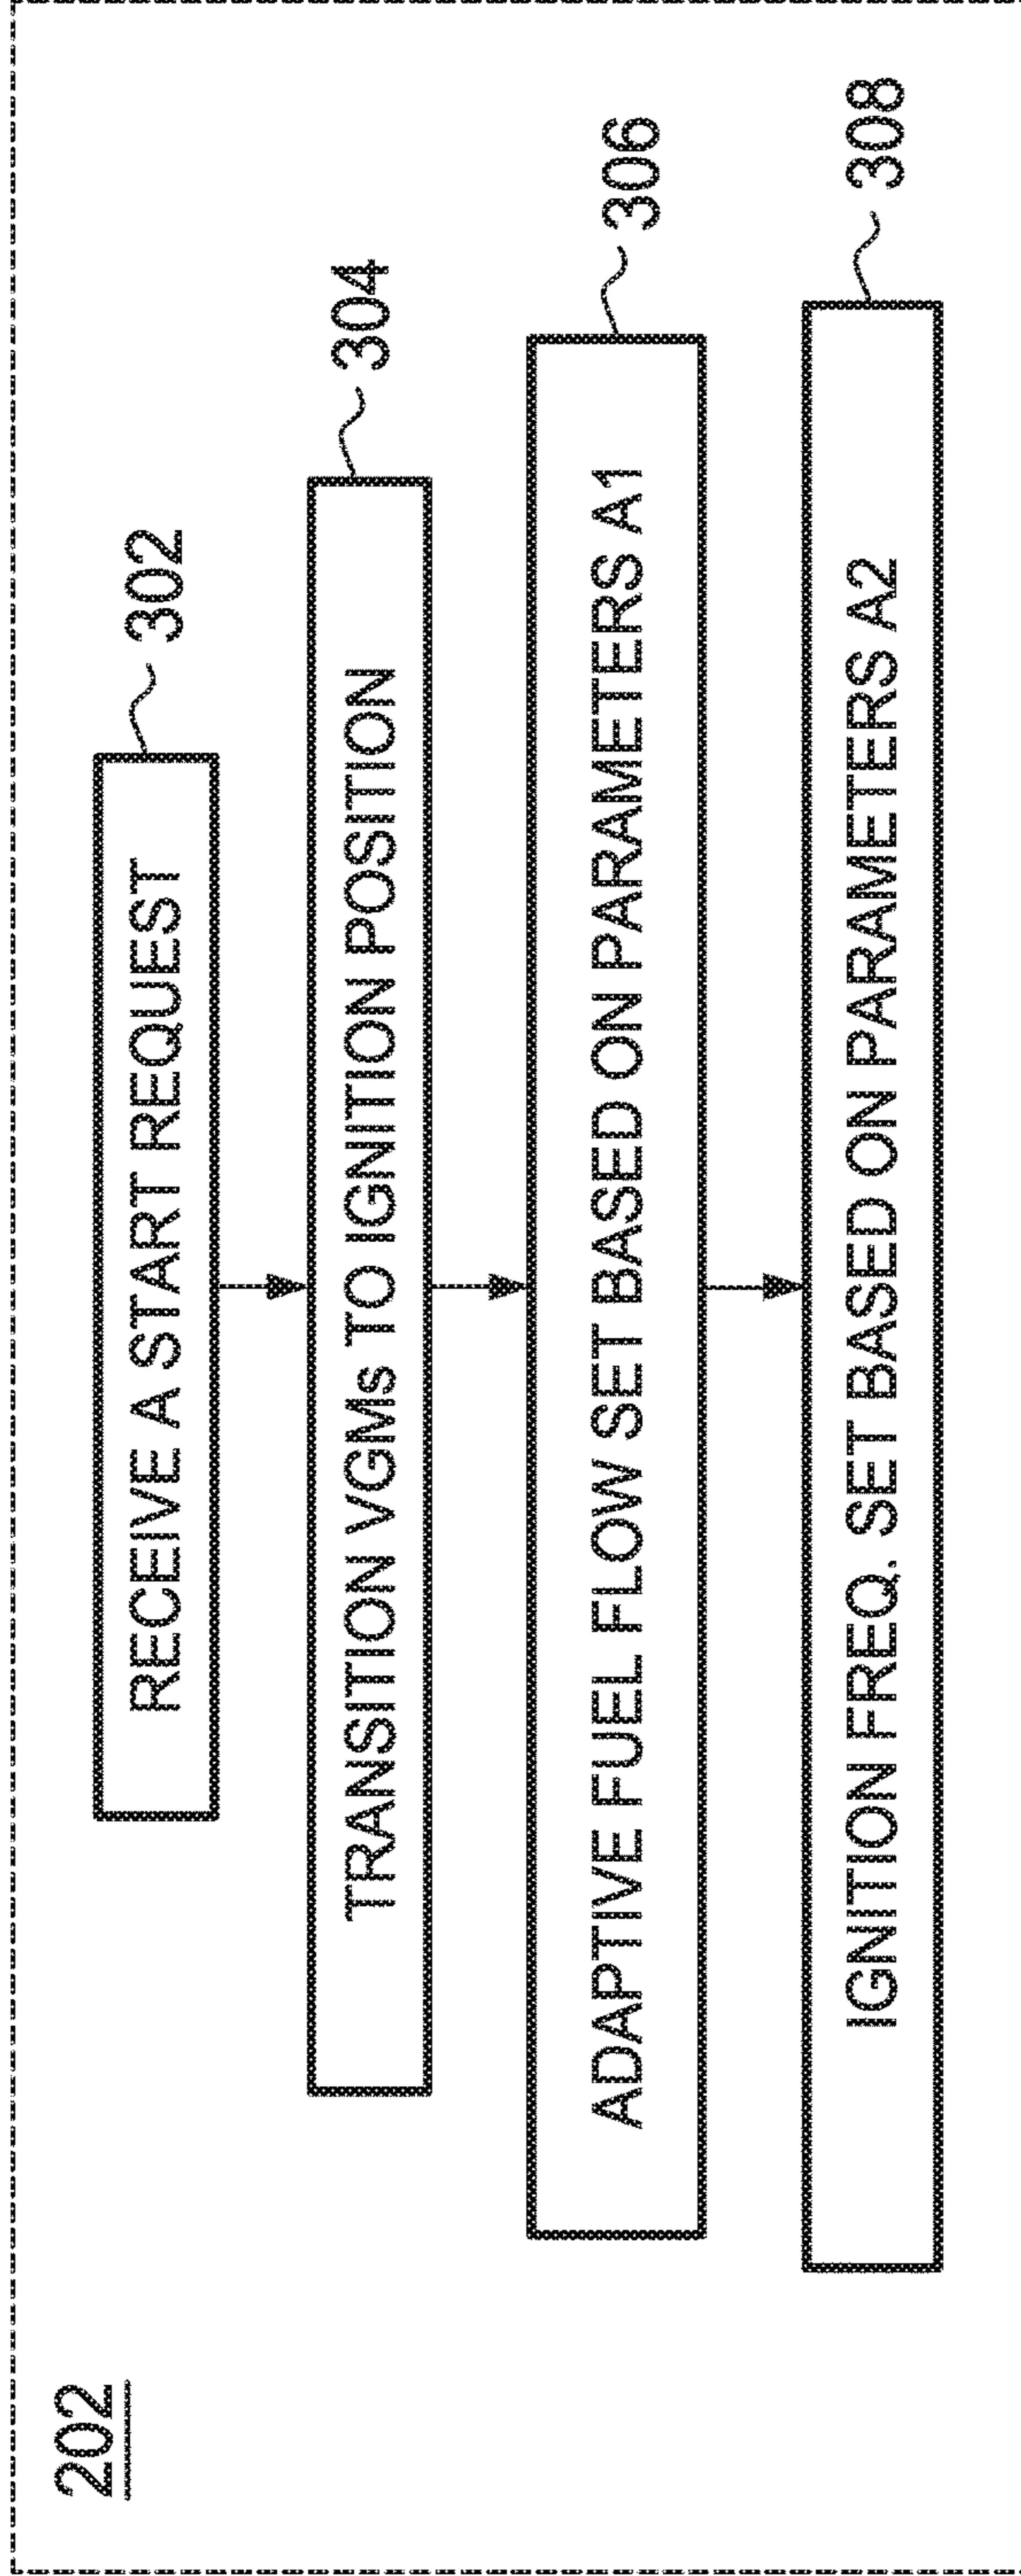 202
RECEIVE A START REQUEST
302
TRANSITION VGMs TO IGNITION POSITION
304
ADAPTIVE FUEL FLOW SET BASED ON PARAMETERS A1
306
IGNITION FREQ. SET BASED ON PARAMETERS A2
308